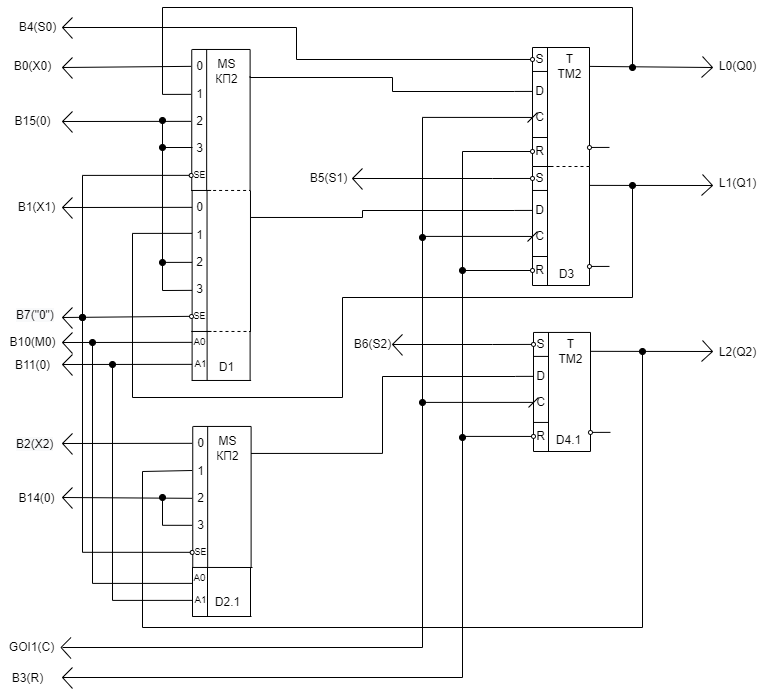 B4(S0)
B0(X0)
B15(0)
B1(X1)
B7("0")
B10(M0)
B11(0)
B2(X2)
B14(0)
GOI1(C)
B3(R)
0
1
2
3
SE
0
1
2
3
SE
A0
A1
MS
КП2
D1
0
1
2
3
SE
A0
A1
MS
КП2
D2.1
B5(S1)
B6(S2)
S
D
C
R
S
D
C
R
T
TM2
D3
S
D
C
R
T
TM2
D4.1
L0(Q0)
L1(Q1)
L2(Q2)